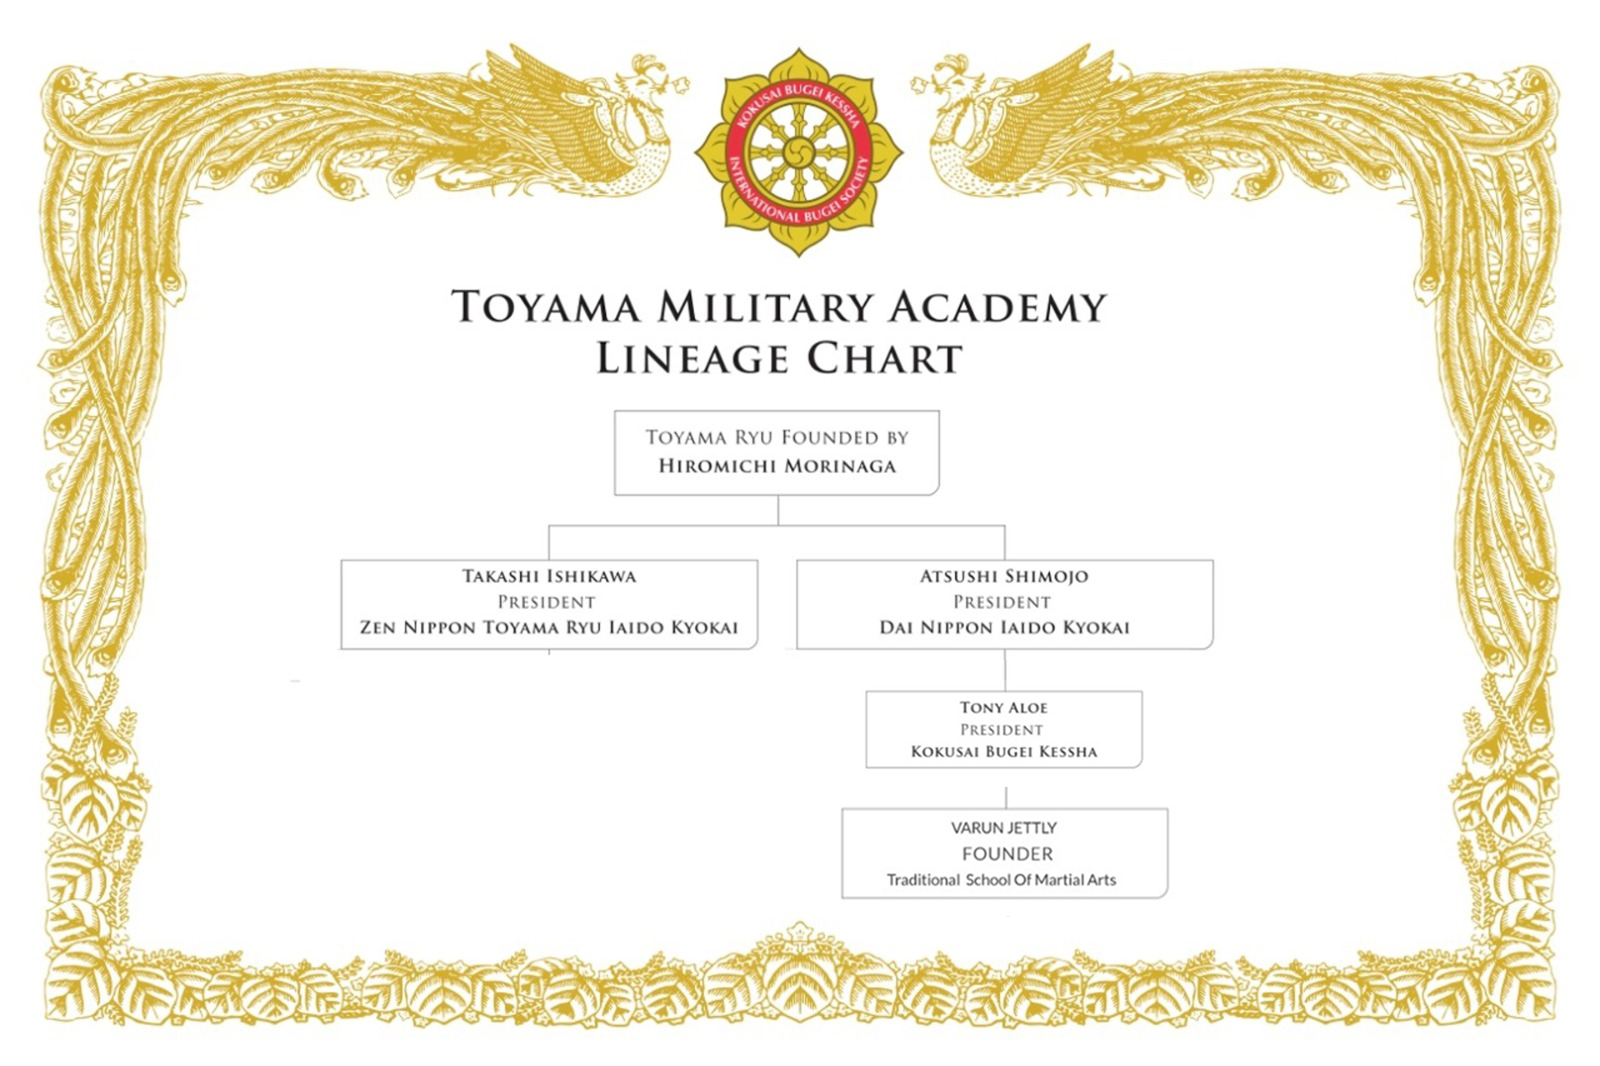 KOKUSAI BUGEI KESSHA
INTERNATIONAL BUGEI SOCIETY
TOYAMA MILITARY ACADEMY
LINEAGE CHART
TOYAMA RYU FOUNDED BY
HIROMICHI MORINAGA
TAKASHI ISHIKAWA
PRESIDENT
ZEN NIPPON TOYAMA RYU IAIDO KYOKAI
ATSUSHI SHIMOJO
PRESIDENT
DAI NIPPON IAIDO KYOKAI
TONY ALOE
PRESIDENT
KOKUSAI BUGEI KESSHA
VARUN JETTLY
FOUNDER
Traditional School Of Martial Arts